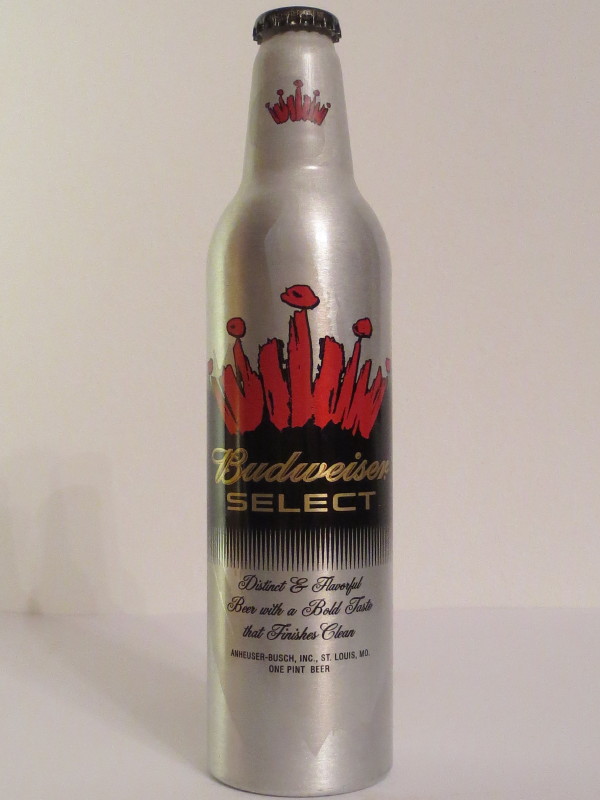 Budweiser
SELECT
Distinct & Flavorful
Beer with a Bold Taste
that Finishes Clean
ANHEUSER-BUSCH, INC., ST. LOUIS, MO.
ONE PINT BEER